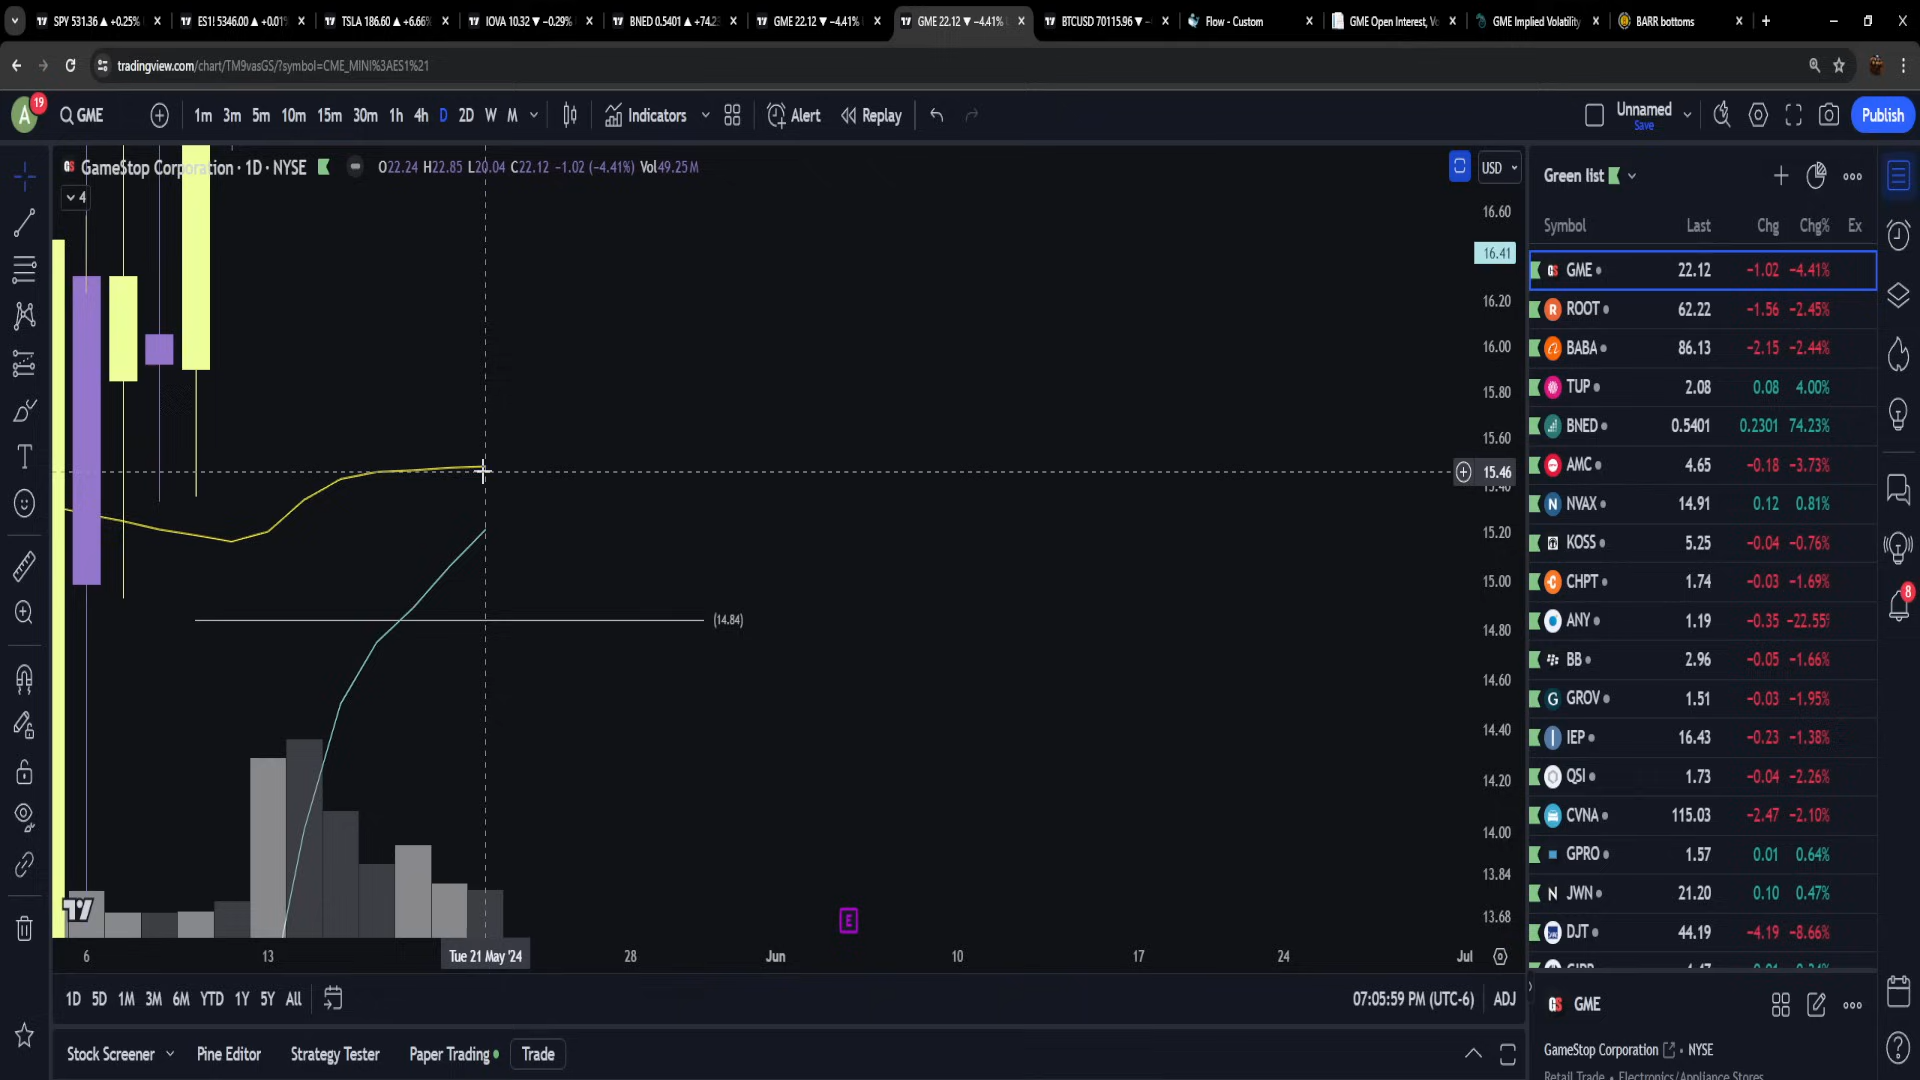 SPY 531.36 ▲ +0.25%
ES1! 5346.00 ▲ +0.01%
TSLA 186.60 ▲ +6.66%
IOVA 10.32 ▼ −0.29%
BNED 0.5401 ▲ +74.23
GME 22.12 ▼ −4.41%
GME 22.12 ▼ −4.41%
BTCUSD 70115.96 ▼
Flow - Custom
GME Open Interest, Vo
GME Implied Volatility
BARR bottoms
tradingview.com/chart/TM9vasGS/?symbol=CME_MINI%3AES1%21
A 19 GME 1m 3m 5m 10m 15m 30m 1h 4h D 2D W M Indicators Alert Replay Unnamed Save Publish
GameStop Corporation · 1D · NYSE O22.24 H22.85 L20.04 C22.12 −1.02 (−4.41%) Vol49.25M USD
4
16.60
16.41
16.20
16.00
15.80
15.60
15.46
15.40
15.20
15.00
(14.84)
14.80
14.60
14.40
14.20
14.00
13.84
13.68
E
6 13 Tue 21 May '24 28 Jun 10 17 24 Jul
1D 5D 1M 3M 6M YTD 1Y 5Y All 07:05:59 PM (UTC-6) ADJ
Stock Screener Pine Editor Strategy Tester Paper Trading Trade
Green list
Symbol Last Chg Chg% Ex
GME 22.12 −1.02 −4.41%
ROOT 62.22 −1.56 −2.45%
BABA 86.13 −2.15 −2.44%
TUP 2.08 0.08 4.00%
BNED 0.5401 0.2301 74.23%
AMC 4.65 −0.18 −3.73%
NVAX 14.91 0.12 0.81%
KOSS 5.25 −0.04 −0.76%
CHPT 1.74 −0.03 −1.69%
ANY 1.19 −0.35 −22.55%
BB 2.96 −0.05 −1.66%
GROV 1.51 −0.03 −1.95%
IEP 16.43 −0.23 −1.38%
QSI 1.73 −0.04 −2.26%
CVNA 115.03 −2.47 −2.10%
GPRO 1.57 0.01 0.64%
JWN 21.20 0.10 0.47%
DJT 44.19 −4.19 −8.66%
8
GME
GameStop Corporation · NYSE
Retail Trade · Electronics/Appliance Stores